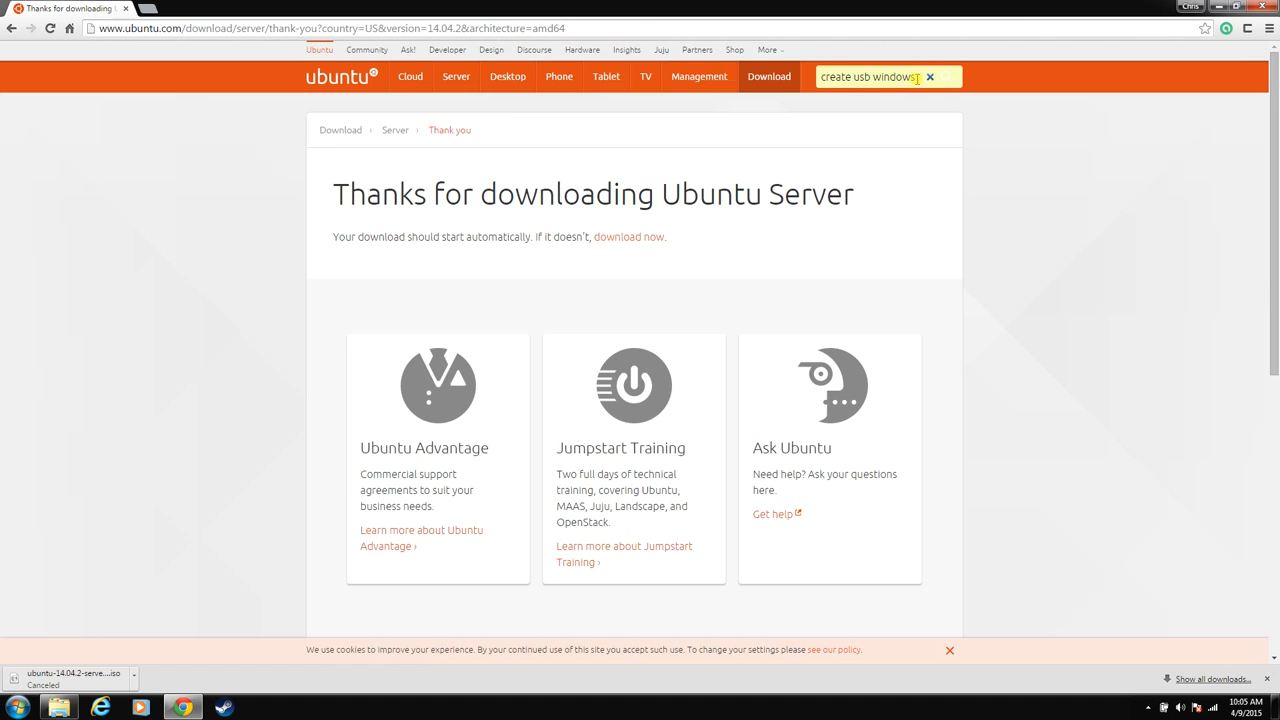 Thanks for downloading U
Chris
www.ubuntu.com/download/server/thank-you?country=US&version=14.04.2&architecture=amd64
Ubuntu Community Ask! Developer Design Discourse Hardware Insights Juju Partners Shop More
ubuntu Cloud Server Desktop Phone Tablet TV Management Download create usb windows
Download › Server › Thank you
Thanks for downloading Ubuntu Server
Your download should start automatically. If it doesn't, download now.
Ubuntu Advantage
Commercial support
agreements to suit your
business needs.
Learn more about Ubuntu
Advantage ›
Jumpstart Training
Two full days of technical
training, covering Ubuntu,
MAAS, Juju, Landscape, and
OpenStack.
Learn more about Jumpstart
Training ›
Ask Ubuntu
Need help? Ask your questions
here.
Get help
We use cookies to improve your experience. By your continued use of this site you accept such use. To change your settings please see our policy.
ubuntu-14.04.2-serve....iso
Canceled
Show all downloads...
10:05 AM
4/9/2015